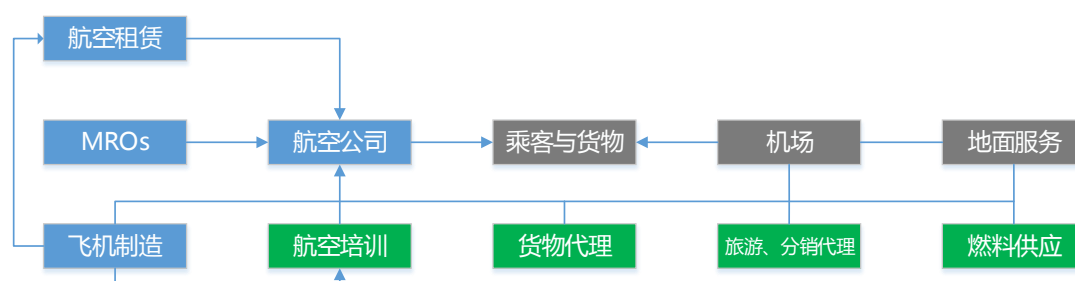 航空租赁
MROs
航空公司
乘客与货物
机场
地面服务
飞机制造
航空培训
货物代理
旅游、分销代理
燃料供应